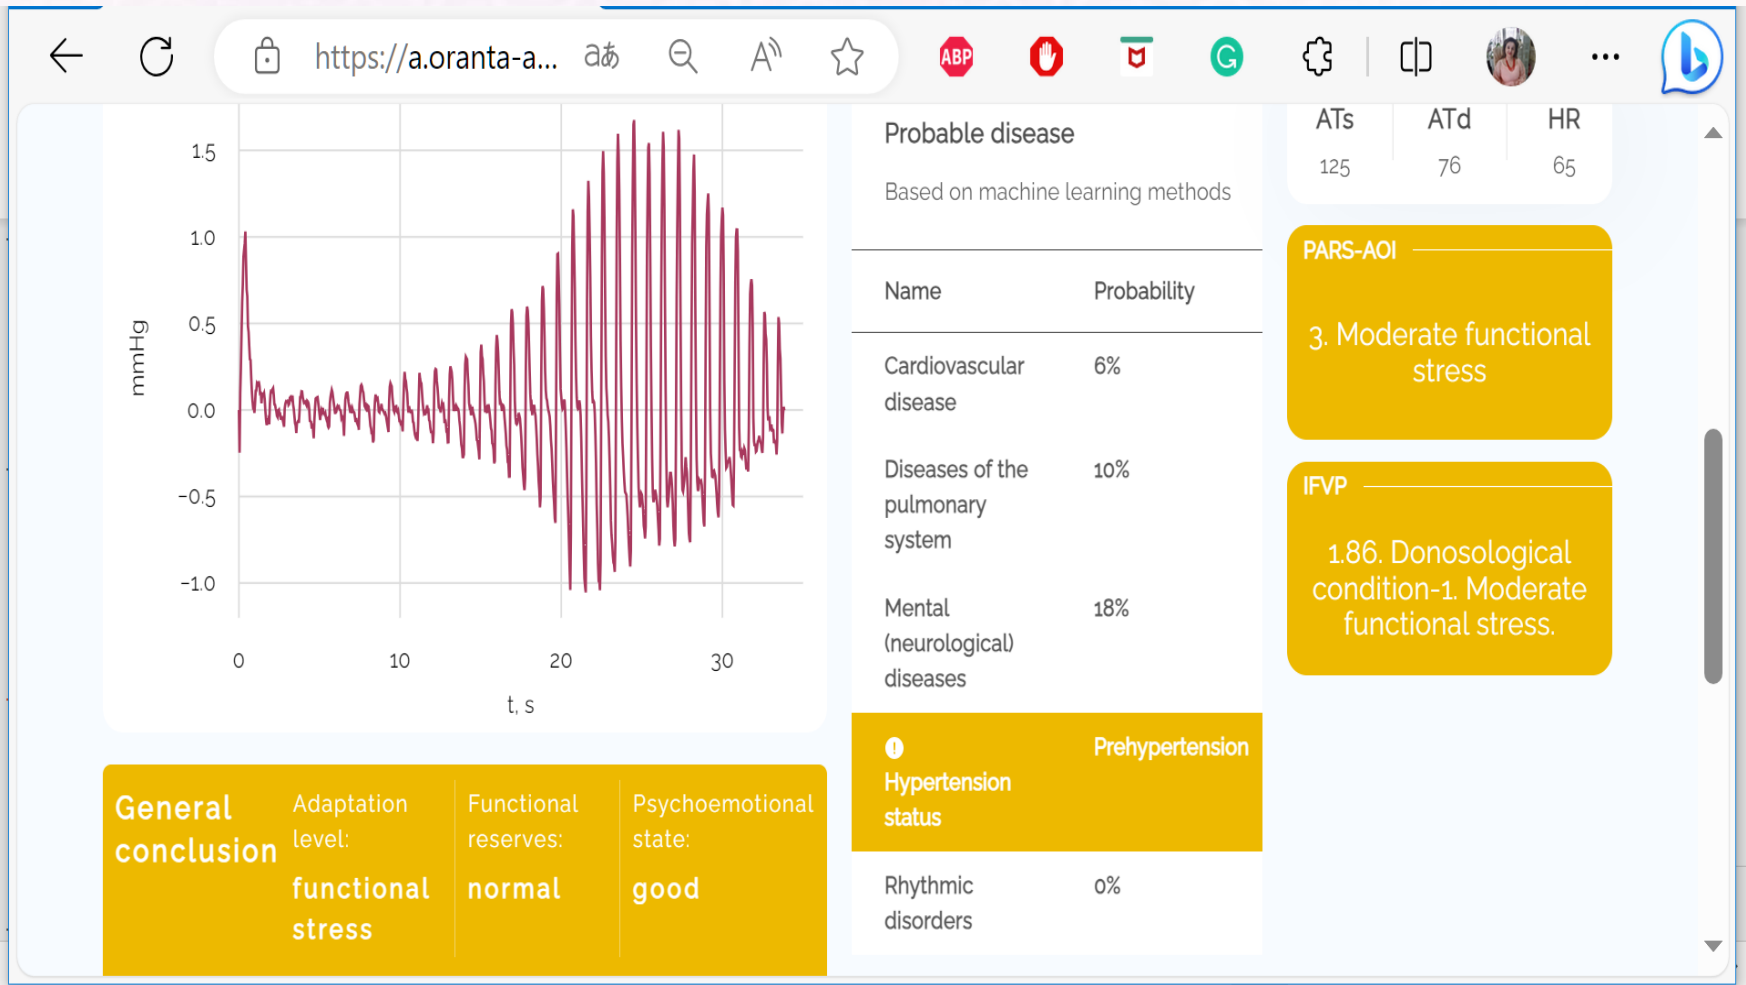 https://a.oranta-a...
aあ
A
ABP
G
b
1.5
1.0
0.5
0.0
−0.5
−1.0
mmHg
0
10
20
30
t, s
General
conclusion
Adaptation
level:
functional
stress
Functional
reserves:
normal
Psychoemotional
state:
good
Probable disease
Based on machine learning methods
Name
Probability
Cardiovascular
disease
6%
Diseases of the
pulmonary
system
10%
Mental
(neurological)
diseases
18%
!
Hypertension
status
Prehypertension
Rhythmic
disorders
0%
ATs
ATd
HR
125
76
65
PARS-AOI
3. Moderate functional
stress
IFVP
1.86. Donosological
condition-1. Moderate
functional stress.